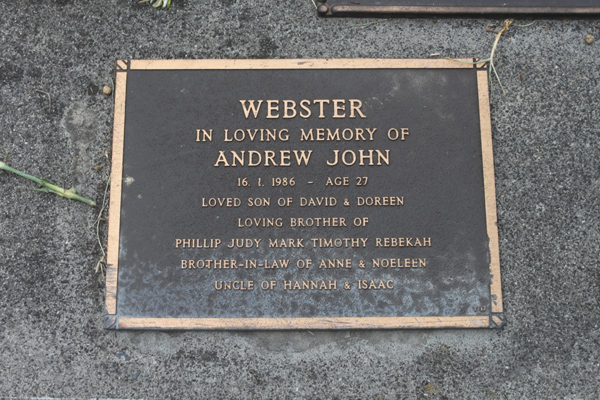 WEBSTER
IN LOVING MEMORY OF
ANDREW JOHN
16. 1. 1986 - AGE 27
LOVED SON OF DAVID & DOREEN
LOVING BROTHER OF
PHILLIP JUDY MARK TIMOTHY REBEKAH
BROTHER-IN-LAW OF ANNE & NOELEEN
UNCLE OF HANNAH & ISAAC